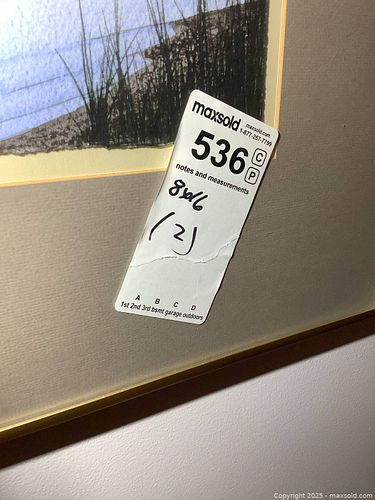 maxsold maxsold.com
1-877-257-7799
536 C
P
notes and measurements
(2)
A B C D
1st 2nd 3rd bsmt garage outdoors
Copyright © 2025 - maxsold.com